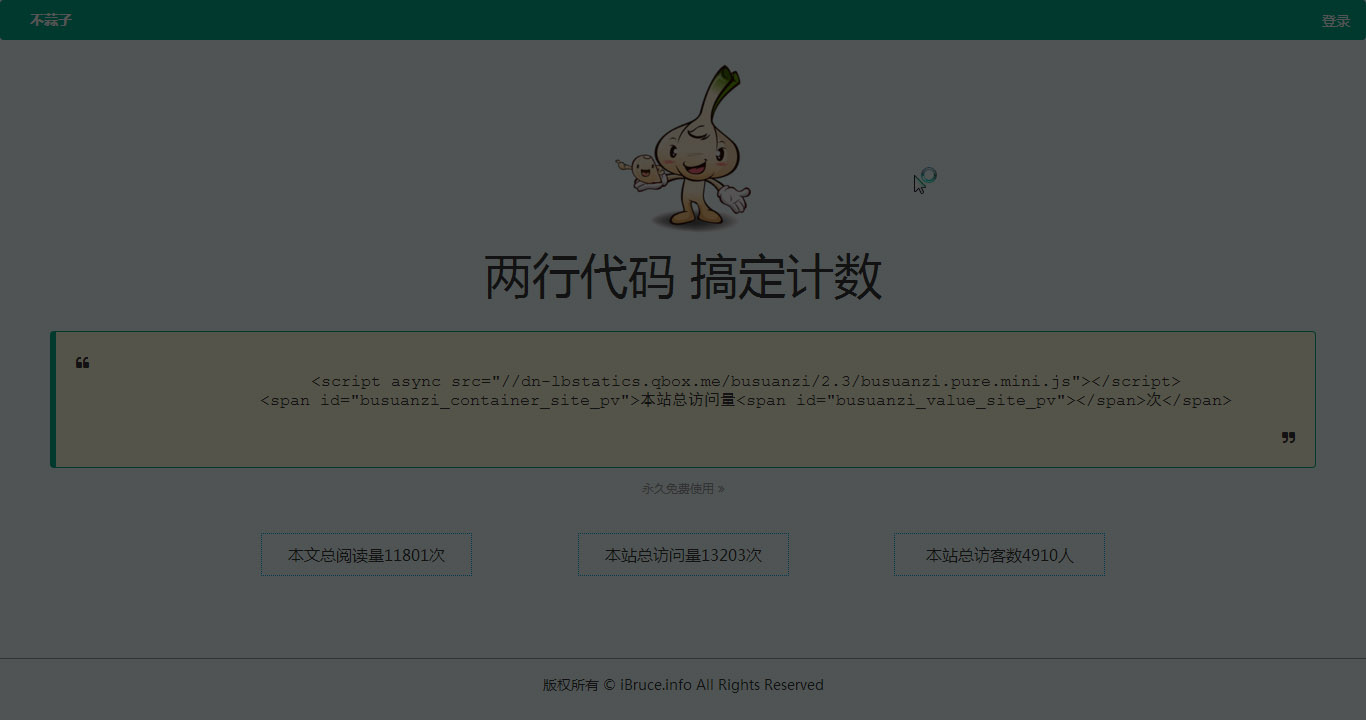 不蒜子
登录
两行代码 搞定计数
<script async src="//dn-lbstatics.qbox.me/busuanzi/2.3/busuanzi.pure.mini.js"></script>
<span id="busuanzi_container_site_pv">本站总访问量<span id="busuanzi_value_site_pv"></span>次</span>
永久免费使用 »
本文总阅读量11801次
本站总访问量13203次
本站总访客数4910人
版权所有 © iBruce.info All Rights Reserved